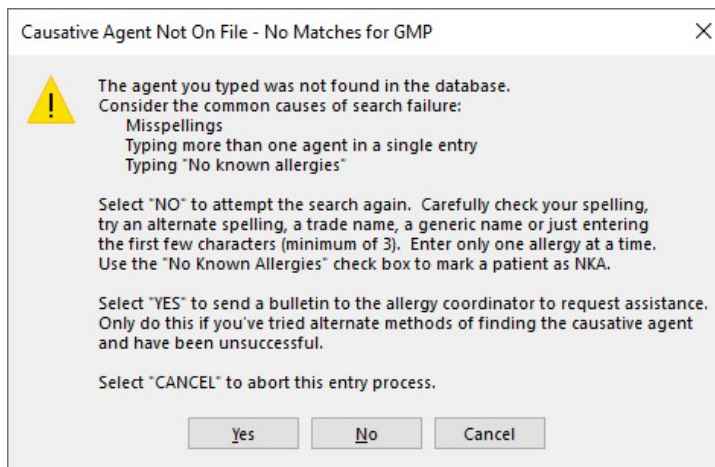 Causative Agent Not On File - No Matches for GMP
The agent you typed was not found in the database.
Consider the common causes of search failure:
Misspellings
Typing more than one agent in a single entry
Typing "No known allergies"
Select "NO" to attempt the search again. Carefully check your spelling,
try an alternate spelling, a trade name, a generic name or just entering
the first few characters (minimum of 3). Enter only one allergy at a time.
Use the "No Known Allergies" check box to mark a patient as NKA.
Select "YES" to send a bulletin to the allergy coordinator to request assistance.
Only do this if you've tried alternate methods of finding the causative agent
and have been unsuccessful.
Select "CANCEL" to abort this entry process.
Yes No Cancel